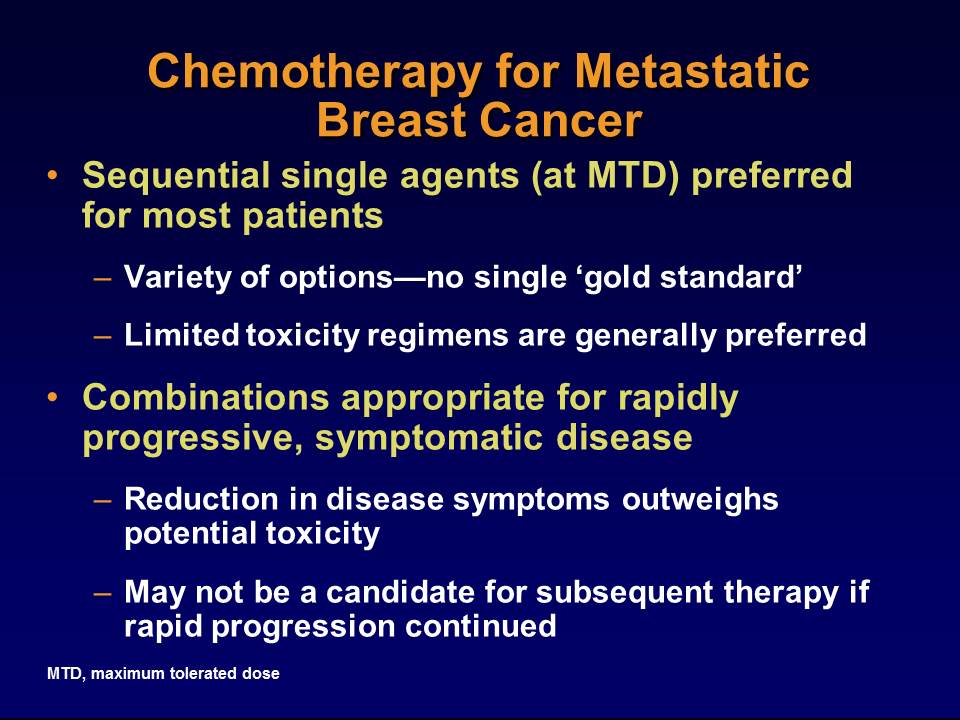 Chemotherapy for Metastatic
Breast Cancer
• Sequential single agents (at MTD) preferred
for most patients
– Variety of options—no single ‘gold standard’
– Limited toxicity regimens are generally preferred
• Combinations appropriate for rapidly
progressive, symptomatic disease
– Reduction in disease symptoms outweighs
potential toxicity
– May not be a candidate for subsequent therapy if
rapid progression continued
MTD, maximum tolerated dose